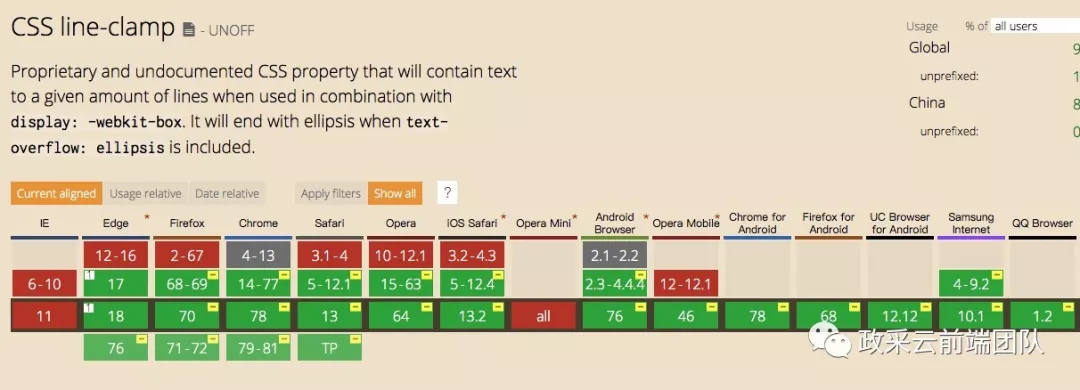 CSS line-clamp - UNOFF
Usage % of all users
Global 9
unprefixed: 1
China 8
unprefixed: 0
Proprietary and undocumented CSS property that will contain text
to a given amount of lines when used in combination with
display: -webkit-box. It will end with ellipsis when text-
overflow: ellipsis is included.
Current aligned Usage relative Date relative Apply filters Show all ?
IE Edge * Firefox Chrome Safari Opera iOS Safari * Opera Mini * Android Browser * Opera Mobile * Chrome for Android Firefox for Android UC Browser for Android Samsung Internet QQ Browser
12-16 2-67 4-13 3.1-4 10-12.1 3.2-4.3 2.1-2.2
6-10 1 17 68-69 14-77 5-12.1 15-63 5-12.4 2.3-4.4.4 12-12.1 4-9.2
11 1 18 70 78 13 64 13.2 all 76 46 78 68 12.12 10.1 1.2
76 71-72 79-81 TP
政采云前端团队